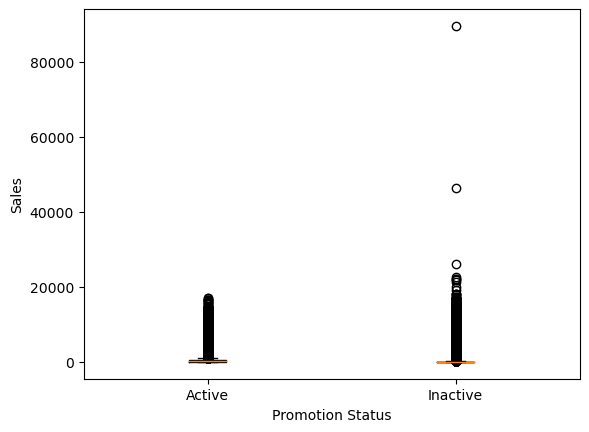 80000
60000
40000
20000
0
Sales
Active
Inactive
Promotion Status